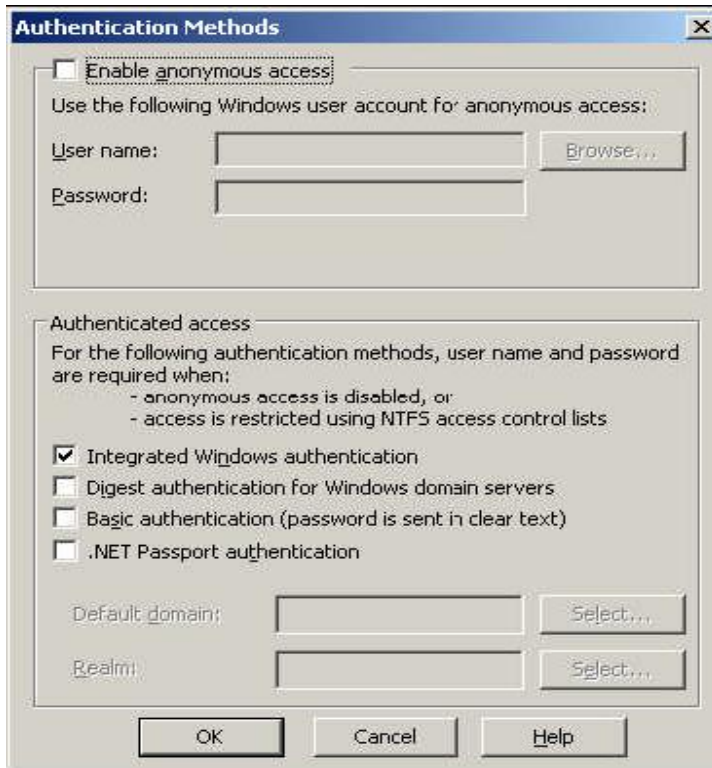 Authentication Methods
Enable anonymous access
Use the following Windows user account for anonymous access:
User name:
Browse...
Password:
Authenticated access
For the following authentication methods, user name and password
are required when:
- anonymous access is disabled, or
- access is restricted using NTFS access control lists
Integrated Windows authentication
Digest authentication for Windows domain servers
Basic authentication (password is sent in clear text)
.NET Passport authentication
Default domain:
Select...
Realm:
Select...
OK
Cancel
Help